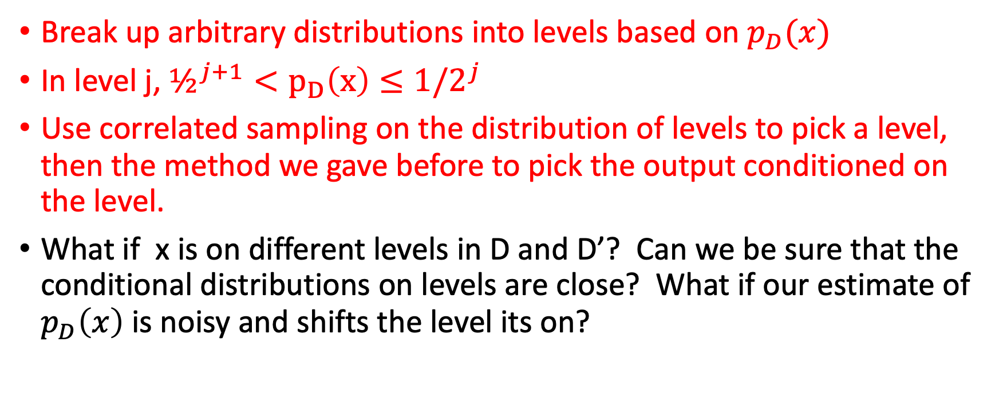 • Break up arbitrary distributions into levels based on $p_D(x)$
• In level j, $½^{j+1} < \mathrm{p_D(x)} \leq 1/2^j$
• Use correlated sampling on the distribution of levels to pick a level,
then the method we gave before to pick the output conditioned on
the level.
• What if  x is on different levels in D and D’?  Can we be sure that the
conditional distributions on levels are close?  What if our estimate of
$p_D(x)$ is noisy and shifts the level its on?